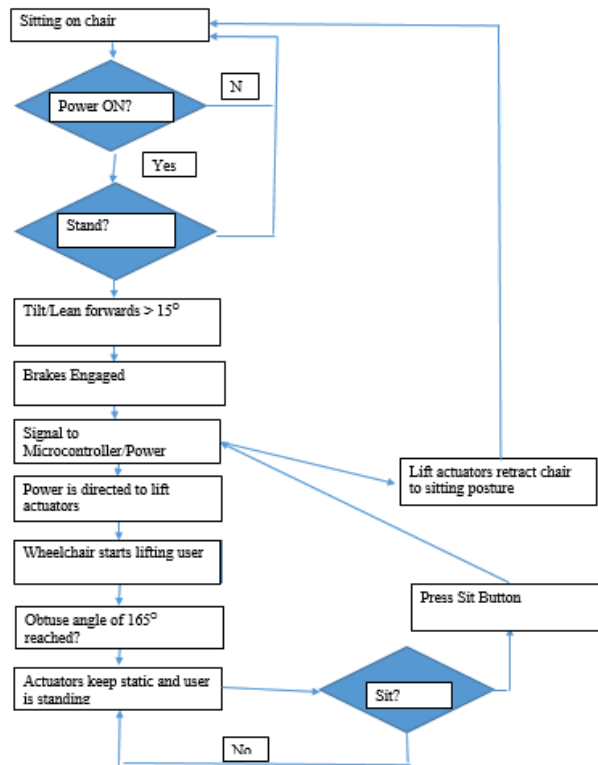 Sitting on chair
Power ON?
N
Yes
Stand?
Tilt/Lean forwards > 15°
Brakes Engaged
Signal to
Microcontroller/Power
Lift actuators retract chair
to sitting posture
Power is directed to lift
actuators
Wheelchair starts lifting user
Press Sit Button
Obtuse angle of 165°
reached?
Actuators keep static and user
is standing
Sit?
No